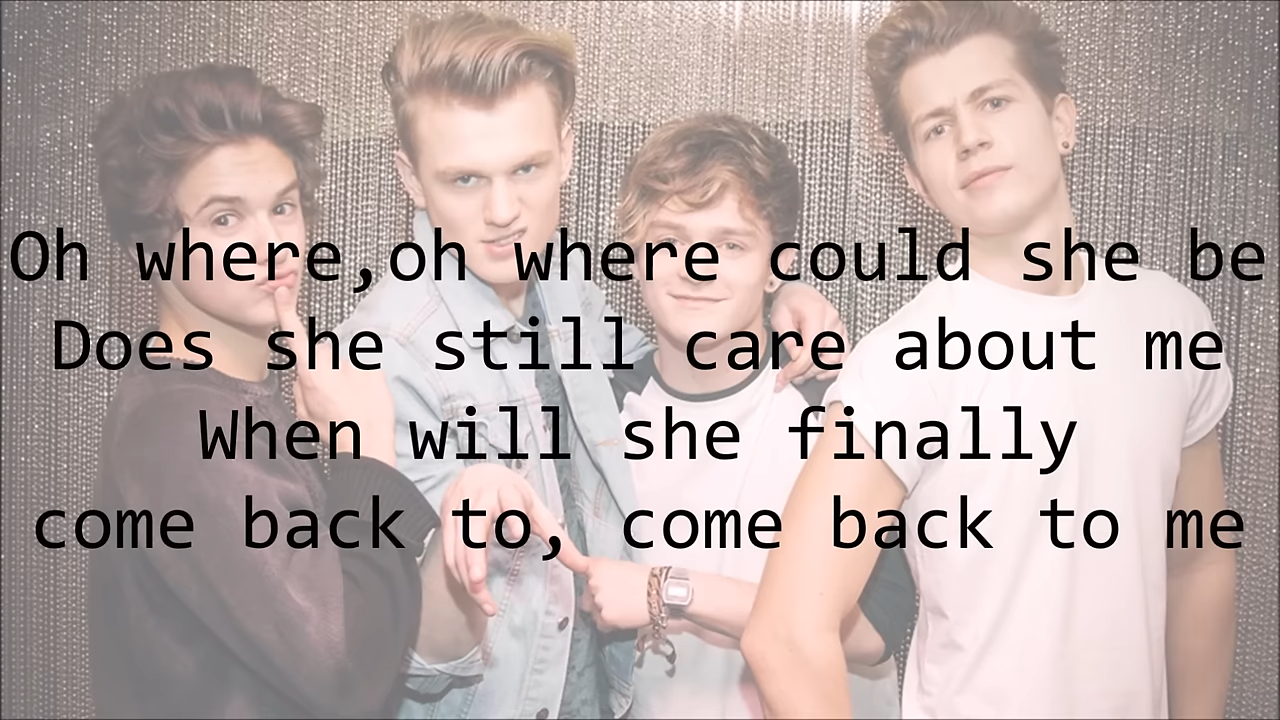 Oh where,oh where could she be
Does she still care about me
When will she finally
come back to, come back to me